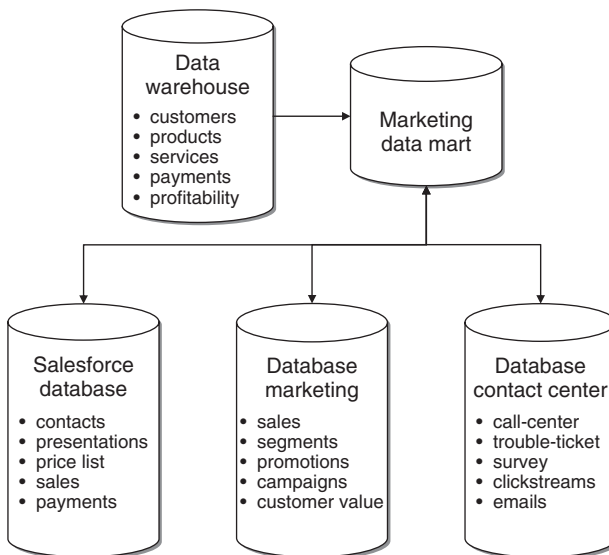 Data
warehouse
• customers
• products
• services
• payments
• profitability
Marketing
data mart
Salesforce
database
• contacts
• presentations
• price list
• sales
• payments
Database
marketing
• sales
• segments
• promotions
• campaigns
• customer value
Database
contact center
• call-center
• trouble-ticket
• survey
• clickstreams
• emails